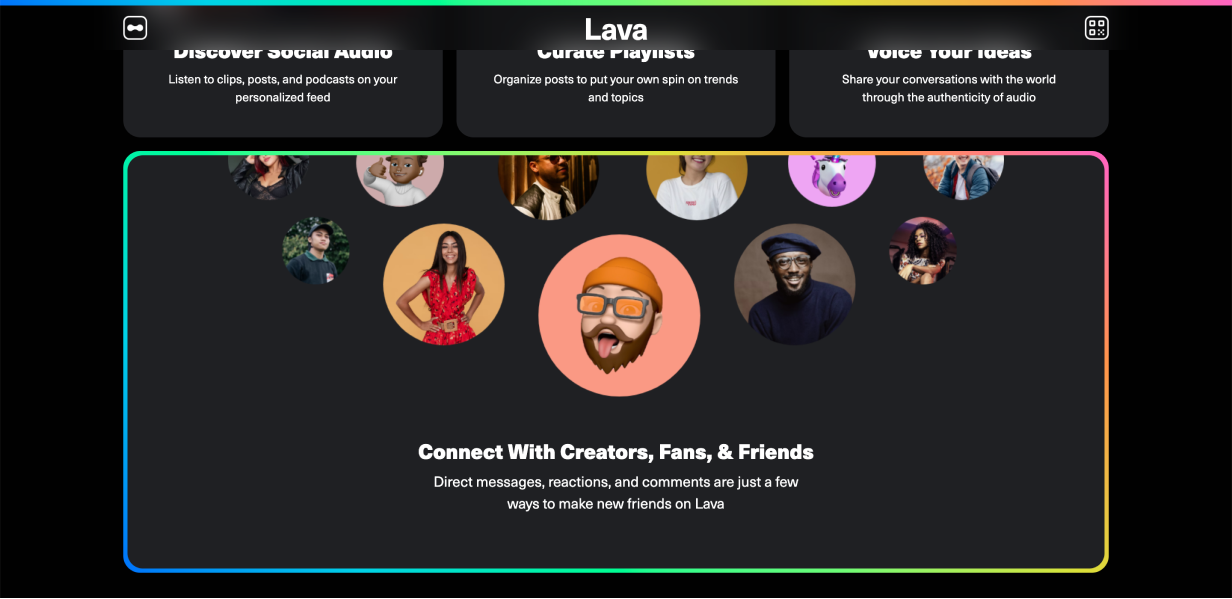 Lava
Discover Social Audio
Curate Playlists
Voice Your Ideas
Listen to clips, posts, and podcasts on your
personalized feed
Organize posts to put your own spin on trends
and topics
Share your conversations with the world
through the authenticity of audio
Connect With Creators, Fans, & Friends
Direct messages, reactions, and comments are just a few
ways to make new friends on Lava